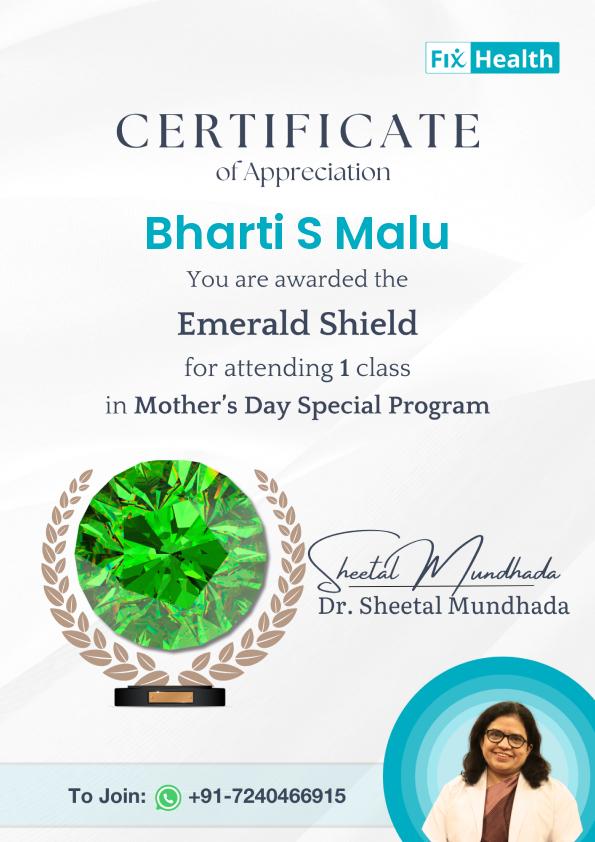 Fix Health
CERTIFICATE
of Appreciation
Bharti S Malu
You are awarded the
Emerald Shield
for attending 1 class
in Mother's Day Special Program
Sheetal Mundhada
Dr. Sheetal Mundhada
To Join: +91-7240466915